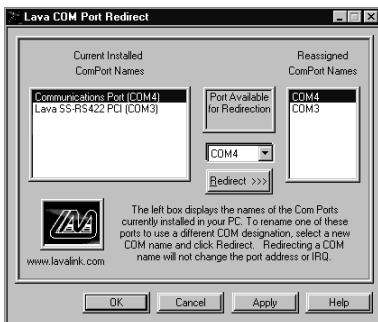 Lava COM Port Redirect
Current Installed
ComPort Names
Reassigned
ComPort Names
Communications Port (COM4)
Lava SS-RS422 PCI (COM3)
Port Available
for Redirection
COM4
COM3
COM4
Redirect >>>
LAVA
www.lavalink.com
The left box displays the names of the Com Ports
currently installed in your PC. To rename one of these
ports to use a different COM designation, select a new
COM name and click Redirect. Redirecting a COM
name will not change the port address or IRQ.
OK
Cancel
Apply
Help